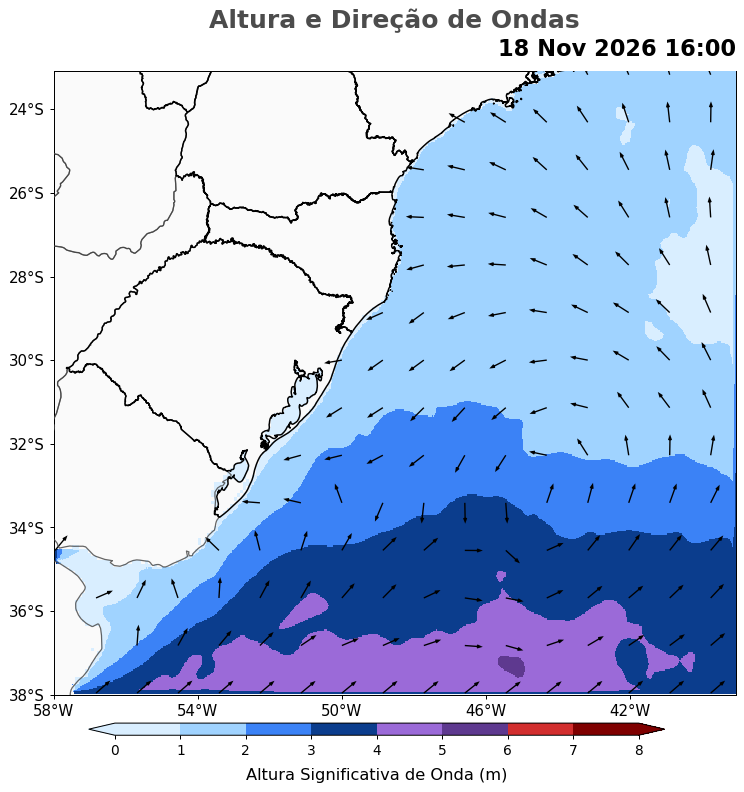 Altura e Direção de Ondas
18 Nov 2026 16:00
24°S
26°S
28°S
30°S
32°S
34°S
36°S
38°S
58°W 54°W 50°W 46°W 42°W
0 1 2 3 4 5 6 7 8
Altura Significativa de Onda (m)